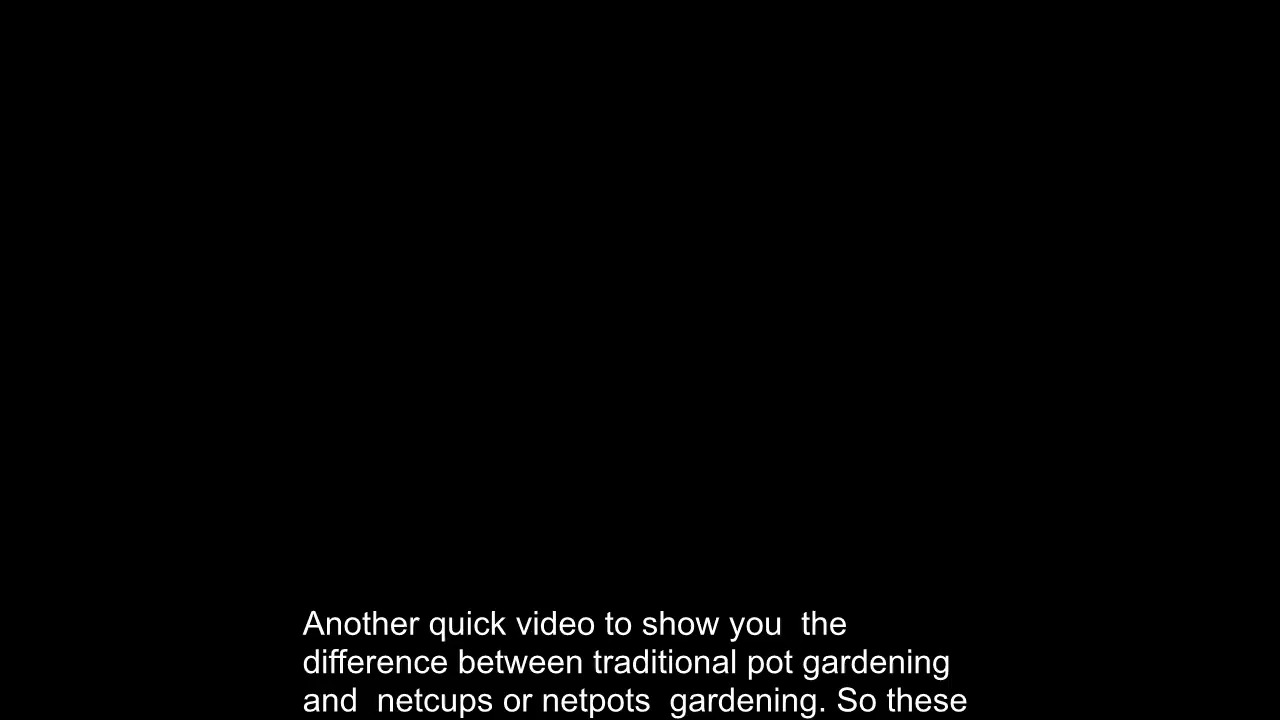 Another quick video to show you  the
difference between traditional pot gardening
and  netcups or netpots  gardening. So these